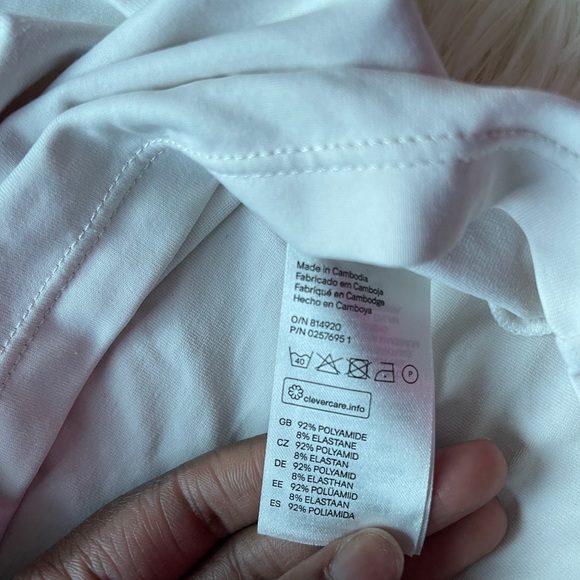 Made in Cambodia
Fabricado em Camboja
Fabriqué en Cambodge
Hecho en Camboya
O/N 814920
P/N 0257695 1
40 P
clevercare.info
GB 92% POLYAMIDE
8% ELASTANE
CZ 92% POLYAMID
8% ELASTAN
DE 92% POLYAMID
8% ELASTHAN
EE 92% POLÜAMIID
8% ELASTAAN
ES 92% POLIAMIDA